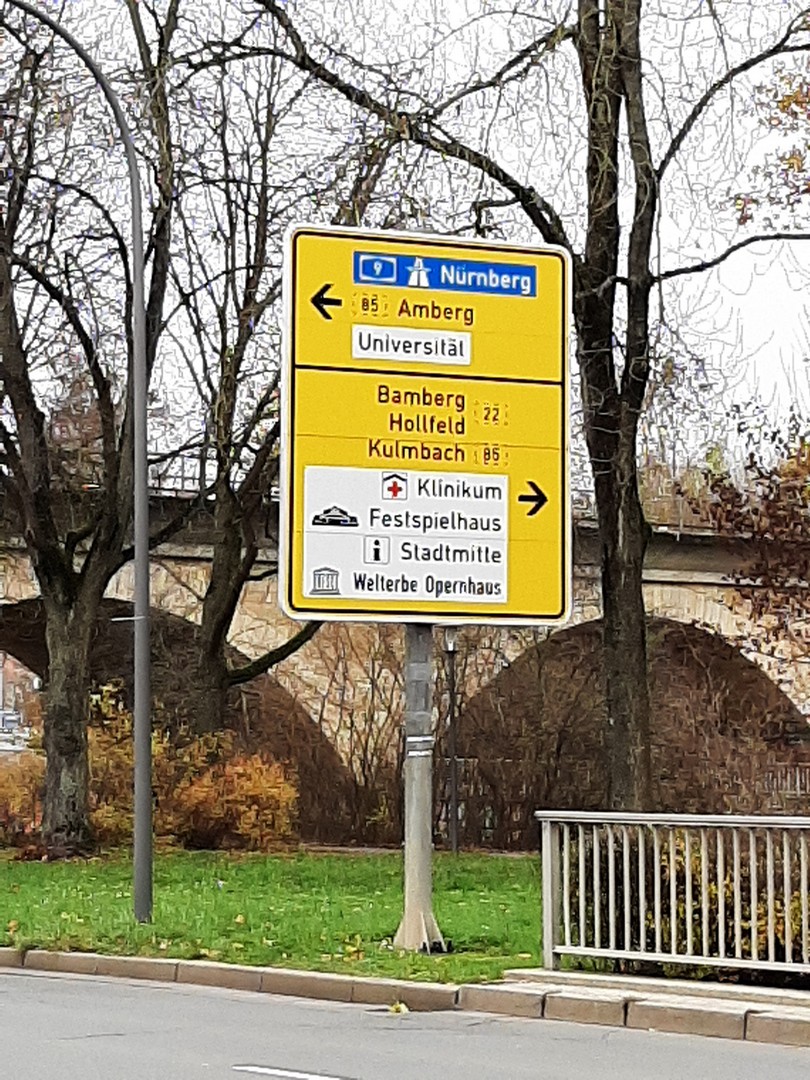 9 Nürnberg
85 Amberg
Universität
Bamberg 22
Hollfeld
Kulmbach 85
Klinikum
Festspielhaus
i Stadtmitte
Welterbe Opernhaus